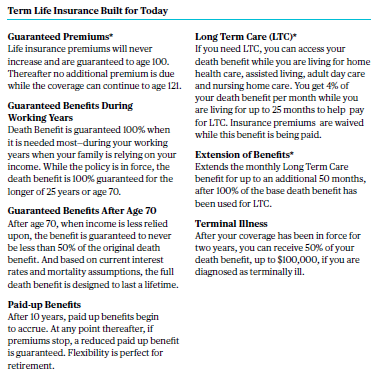 Term Life Insurance Built for Today
Guaranteed Premiums*
Life insurance premiums will never
increase and are guaranteed to age 100.
Thereafter no additional premium is due
while the coverage can continue to age 121.
Guaranteed Benefits During
Working Years
Death Benefit is guaranteed 100% when
it is needed most—during your working
years when your family is relying on your
income. While the policy is in force, the
death benefit is 100% guaranteed for the
longer of 25 years or age 70.
Guaranteed Benefits After Age 70
After age 70, when income is less relied
upon, the benefit is guaranteed to never
be less than 50% of the original death
benefit. And based on current interest
rates and mortality assumptions, the full
death benefit is designed to last a lifetime.
Paid-up Benefits
After 10 years, paid up benefits begin
to accrue. At any point thereafter, if
premiums stop, a reduced paid up benefit
is guaranteed. Flexibility is perfect for
retirement.
Long Term Care (LTC)*
If you need LTC, you can access your
death benefit while you are living for home
health care, assisted living, adult day care
and nursing home care. You get 4% of
your death benefit per month while you
are living for up to 25 months to help pay
for LTC. Insurance premiums are waived
while this benefit is being paid.
Extension of Benefits*
Extends the monthly Long Term Care
benefit for up to an additional 50 months,
after 100% of the base death benefit has
been used for LTC.
Terminal Illness
After your coverage has been in force for
two years, you can receive 50% of your
death benefit, up to $100,000, if you are
diagnosed as terminally ill.